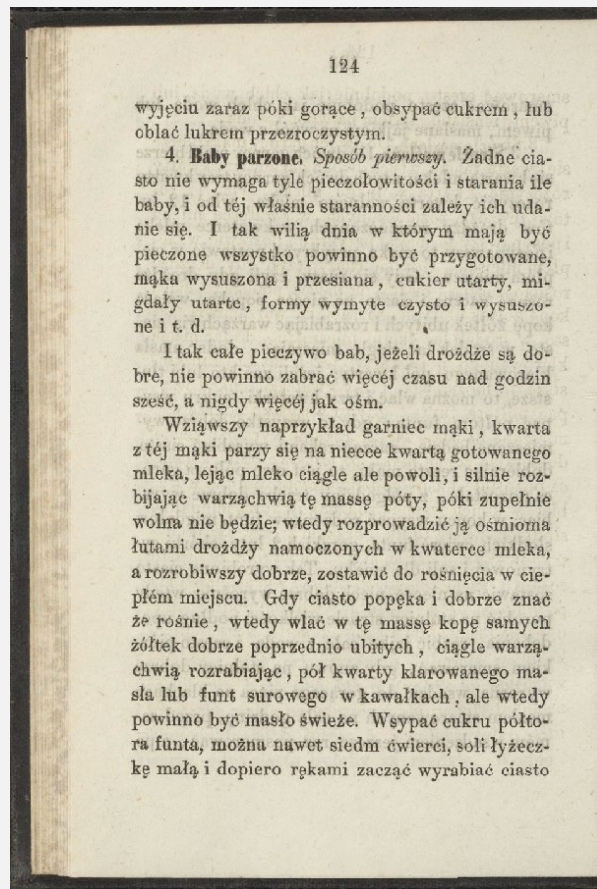 124
wyjęciu zaraz póki gorące , obsypać cukrem , lub
oblać lukrem przezroczystym.
4. Baby parzone. Sposób pierwszy. Żadne cia-
sto nie wymaga tyle pieczołowitości i starania ile
baby, i od téj właśnie staranności zależy ich uda-
nie się. I tak wilią dnia w którym mają być
pieczone wszystko powinno być przygotowane,
mąka wysuszona i przesiana , cukier utarty, mi-
gdały utarte , formy wymyte czysto i wysuszo-
ne i t. d.
I tak całe pieczywo bab, jeżeli drożdże są do-
bre, nie powinno zabrać więcéj czasu nad godzin
sześć, a nigdy więcéj jak ośm.
Wziąwszy naprzykład garniec mąki , kwarta
z téj mąki parzy się na niecce kwartą gotowanego
mleka, lejąc mleko ciągle ale powoli, i silnie roz-
bijając warząchwią tę massę póty, póki zupełnie
wolna nie będzie; wtedy rozprowadzić ją ośmioma
łutami drożdży namoczonych w kwaterce mleka,
a rozrobiwszy dobrze, zostawić do rośnięcia w cie-
płém miejscu. Gdy ciasto popęka i dobrze znać
że rośnie , wtedy wlać w tę massę kopę samych
żółtek dobrze poprzednio ubitych , ciągle warzą-
chwią rozrabiając , pół kwarty klarowanego ma-
sła lub funt surowego w kawałkach , ale wtedy
powinno być masło świeże. Wsypać cukru półto-
ra funta, można nawet siedm ćwierci, soli łyżecz-
kę małą i dopiero rękami zacząć wyrabiać ciasto